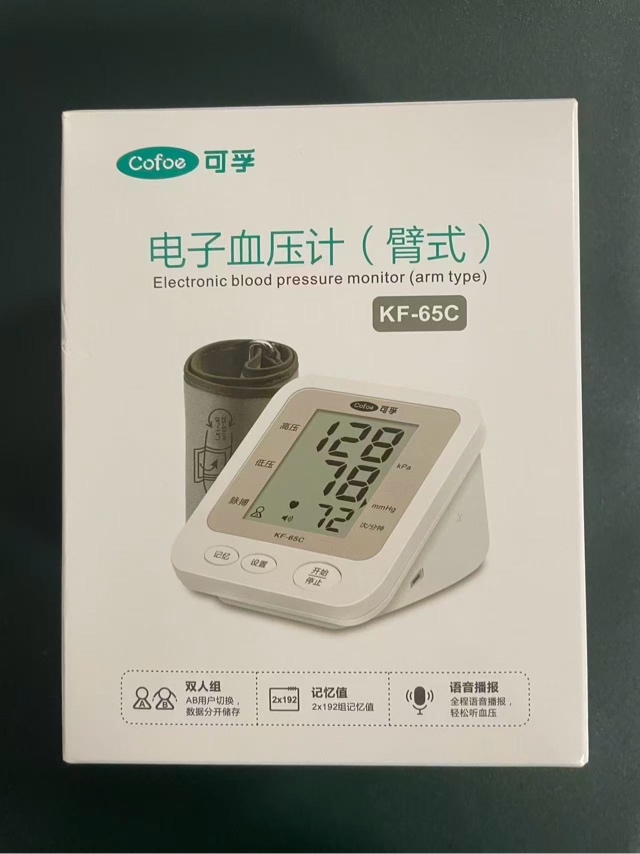 Cofoe 可孚
电子血压计（臂式）
Electronic blood pressure monitor (arm type)
KF-65C
Cofoe 可孚
高压
128
kPa
低压
78
mmHg
脉搏
72
次/分钟
KF-65C
记忆
设置
开始
停止
双人组
AB用户切换，
数据分开储存
A
B
2x192
记忆值
2x192组记忆值
语音播报
全程语音播报，
轻松听血压